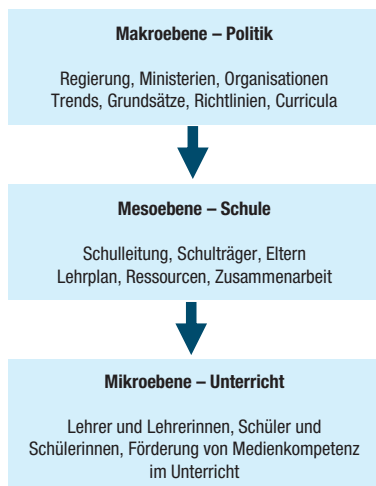 Makroebene – Politik
Regierung, Ministerien, Organisationen
Trends, Grundsätze, Richtlinien, Curricula
Mesoebene – Schule
Schulleitung, Schulträger, Eltern
Lehrplan, Ressourcen, Zusammenarbeit
Mikroebene – Unterricht
Lehrer und Lehrerinnen, Schüler und
Schülerinnen, Förderung von Medienkompetenz
im Unterricht